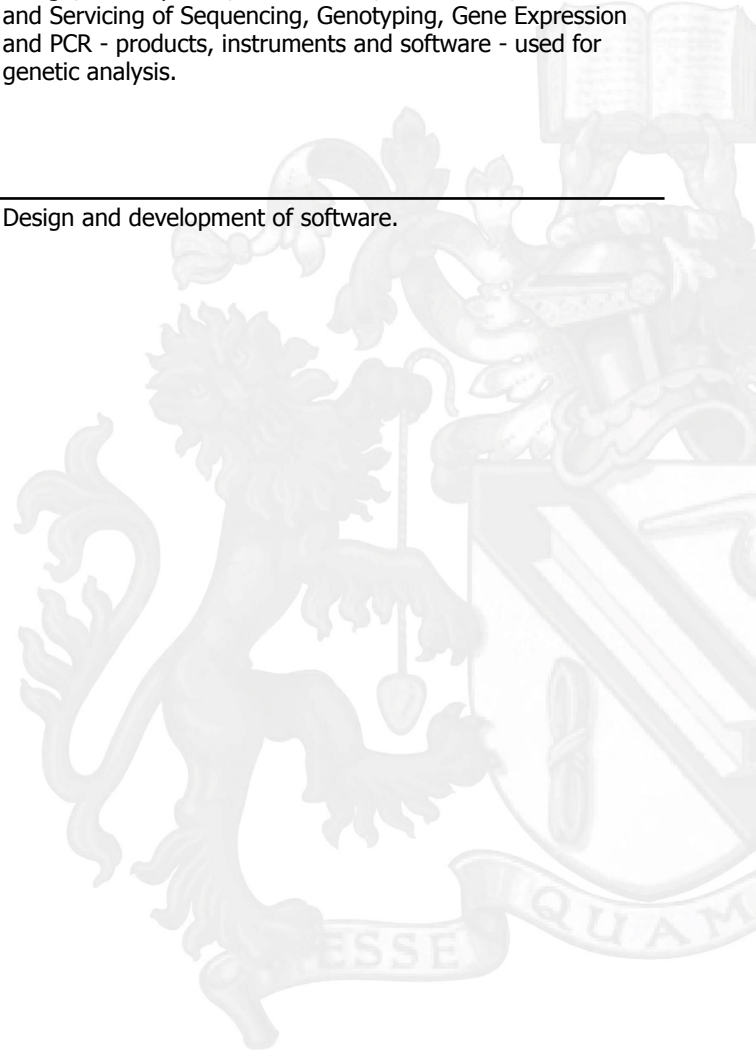 and Servicing of Sequencing, Genotyping, Gene Expression
and PCR - products, instruments and software - used for
genetic analysis.
Design and development of software.
ESSE
QUAM